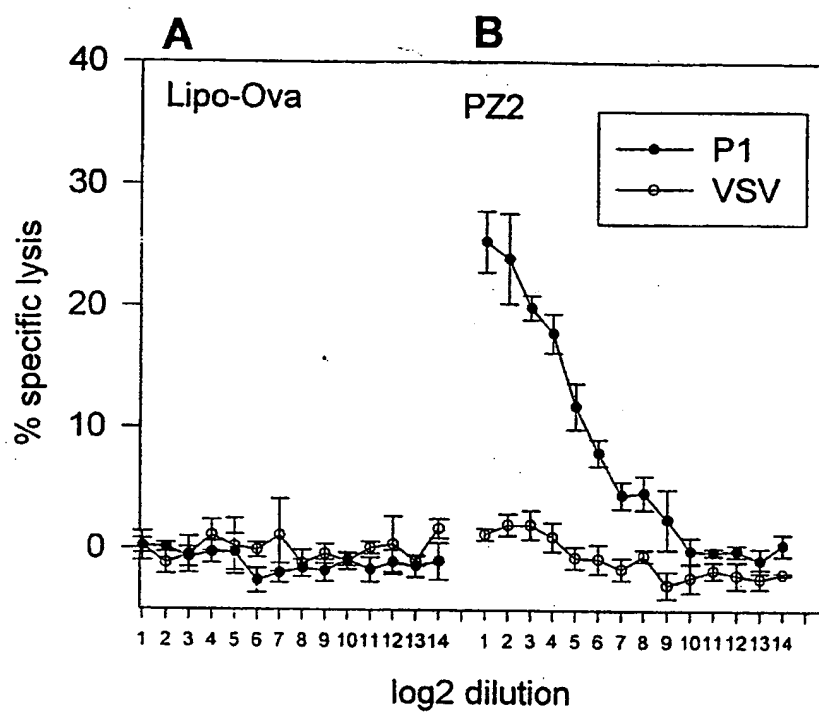 A B
Lipo-Ova PZ2
P1
VSV
% specific lysis
40
30
20
10
0
1 2 3 4 5 6 7 8 9 10 11 12 13 14 1 2 3 4 5 6 7 8 9 10 11 12 13 14
log2 dilution